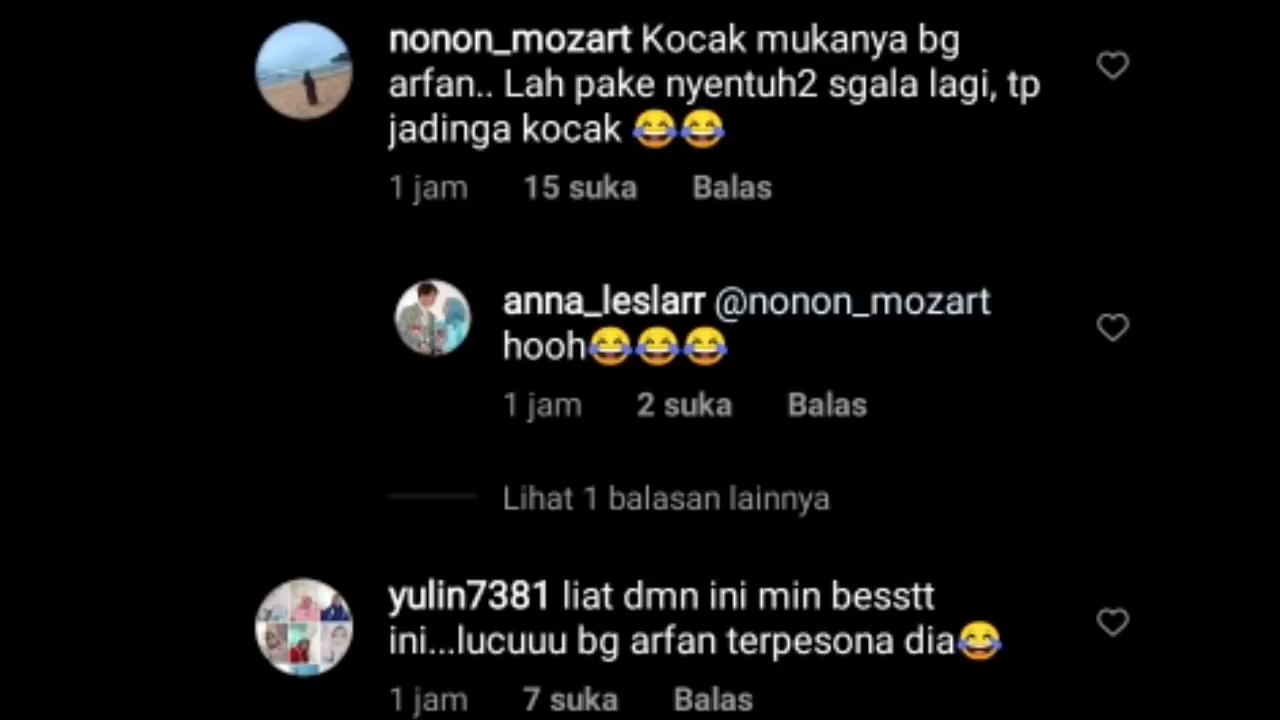 nonon_mozart Kocak mukanya bg
arfan.. Lah pake nyentuh2 sgala lagi, tp
jadinga kocak 😂😂
1 jam 15 suka Balas
anna_leslarr @nonon_mozart
hooh😂😂😂
1 jam 2 suka Balas
Lihat 1 balasan lainnya
yulin7381 liat dmn ini min besstt
ini...lucuuu bg arfan terpesona dia😂
1 jam 7 suka Balas